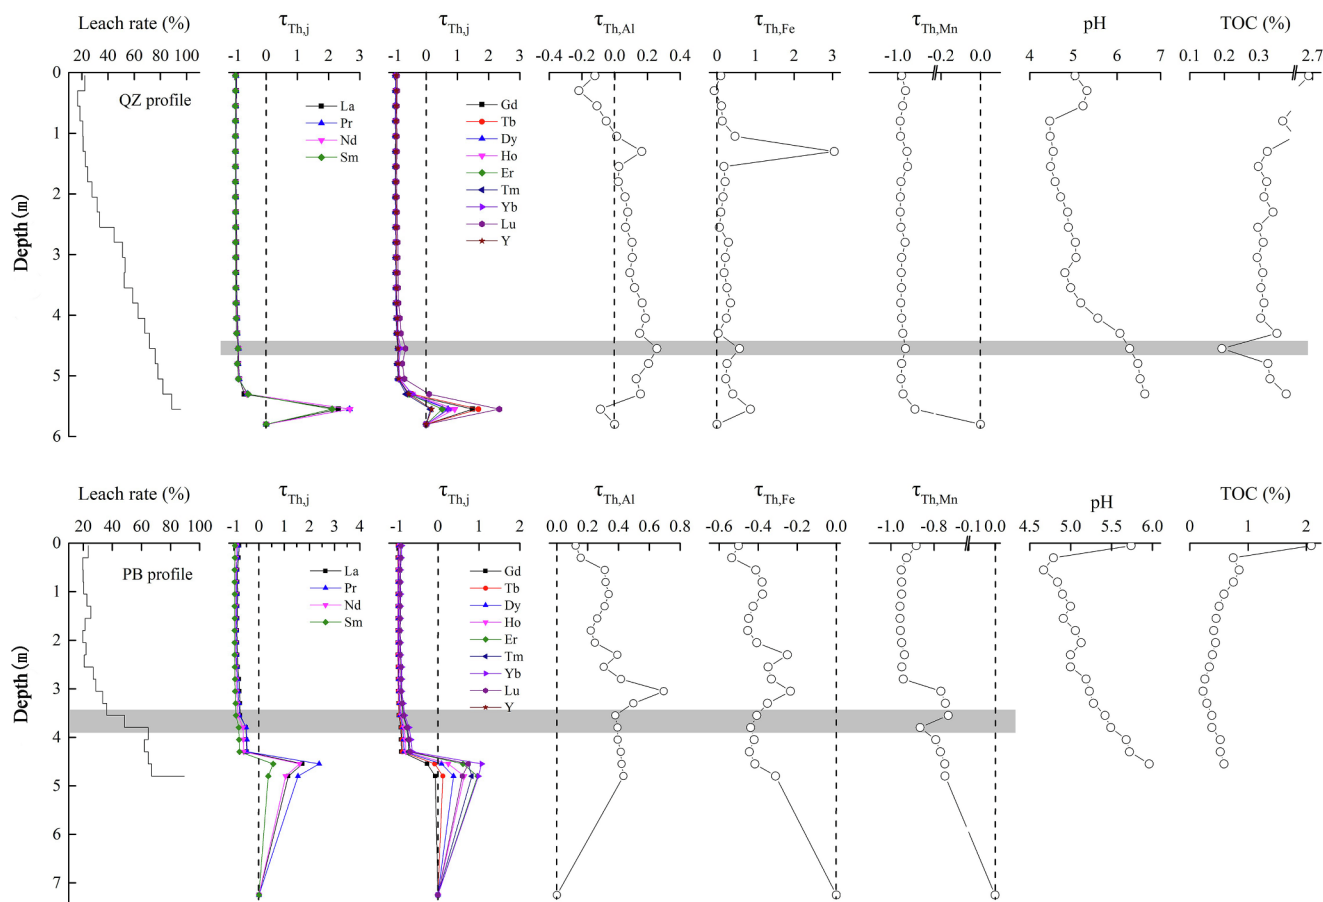 Leach rate (%) τTh,j τTh,j τTh,Al τTh,Fe τTh,Mn pH TOC (%)
20 40 60 80 100 -1 0 1 2 3 -1 0 1 2 3 -0.4 -0.2 0.0 0.2 0.4 0 1 2 3 -1.0 -0.5 -0.2 0.0 4 5 6 7 0.1 0.2 0.3 2.7
0
QZ profile
La Gd
Pr Tb
Nd Dy
Sm Ho
Er
Tm
Yb
Lu
Y
1
2
3
4
5
6
Depth (m)
Leach rate (%) τTh,j τTh,j τTh,Al τTh,Fe τTh,Mn pH TOC (%)
20 40 60 80 100 -1 0 1 2 3 4 -1 0 1 2 0.0 0.2 0.4 0.6 0.8 -0.6 -0.4 -0.2 0.0 -1.0 -0.8 -0.1 0.0 4.5 5.0 5.5 6.0 0 1 2
0
PB profile
La Gd
Pr Tb
Nd Dy
Sm Ho
Er
Tm
Yb
Lu
Y
1
2
3
4
5
6
7
Depth (m)